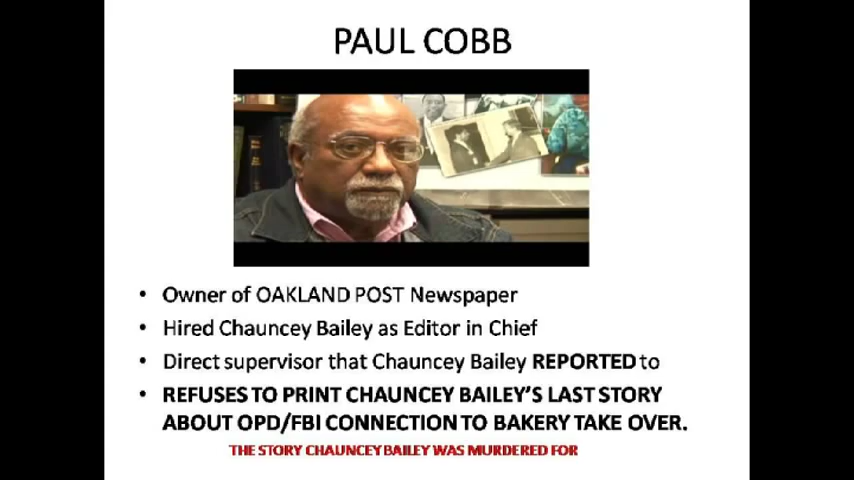 PAUL COBB
• Owner of OAKLAND POST Newspaper
• Hired Chauncey Bailey as Editor in Chief
• Direct supervisor that Chauncey Bailey REPORTED to
• REFUSES TO PRINT CHAUNCEY BAILEY'S LAST STORY
ABOUT OPD/FBI CONNECTION TO BAKERY TAKE OVER.
THE STORY CHAUNCEY BAILEY WAS MURDERED FOR